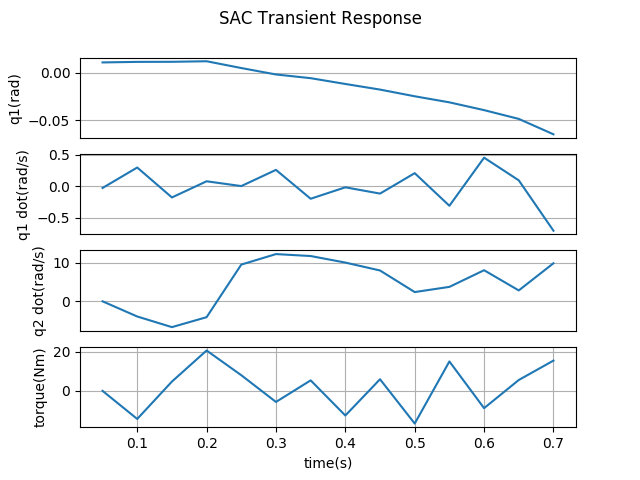 SAC Transient Response
0.00
−0.05
q1(rad)
0.5
0.0
−0.5
q1 dot(rad/s)
10
0
q2 dot(rad/s)
20
0
torque(Nm)
0.1 0.2 0.3 0.4 0.5 0.6 0.7
time(s)